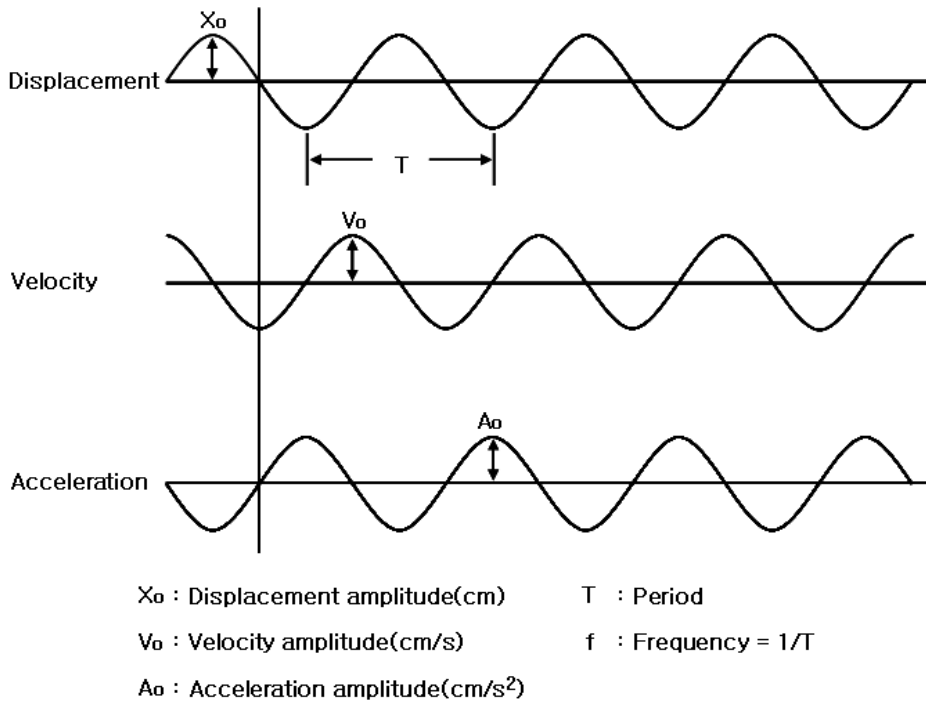 Xo
Displacement
T
Vo
Velocity
Ao
Acceleration
Xo : Displacement amplitude(cm) T : Period
Vo : Velocity amplitude(cm/s) f : Frequency = 1/T
Ao : Acceleration amplitude(cm/s²)